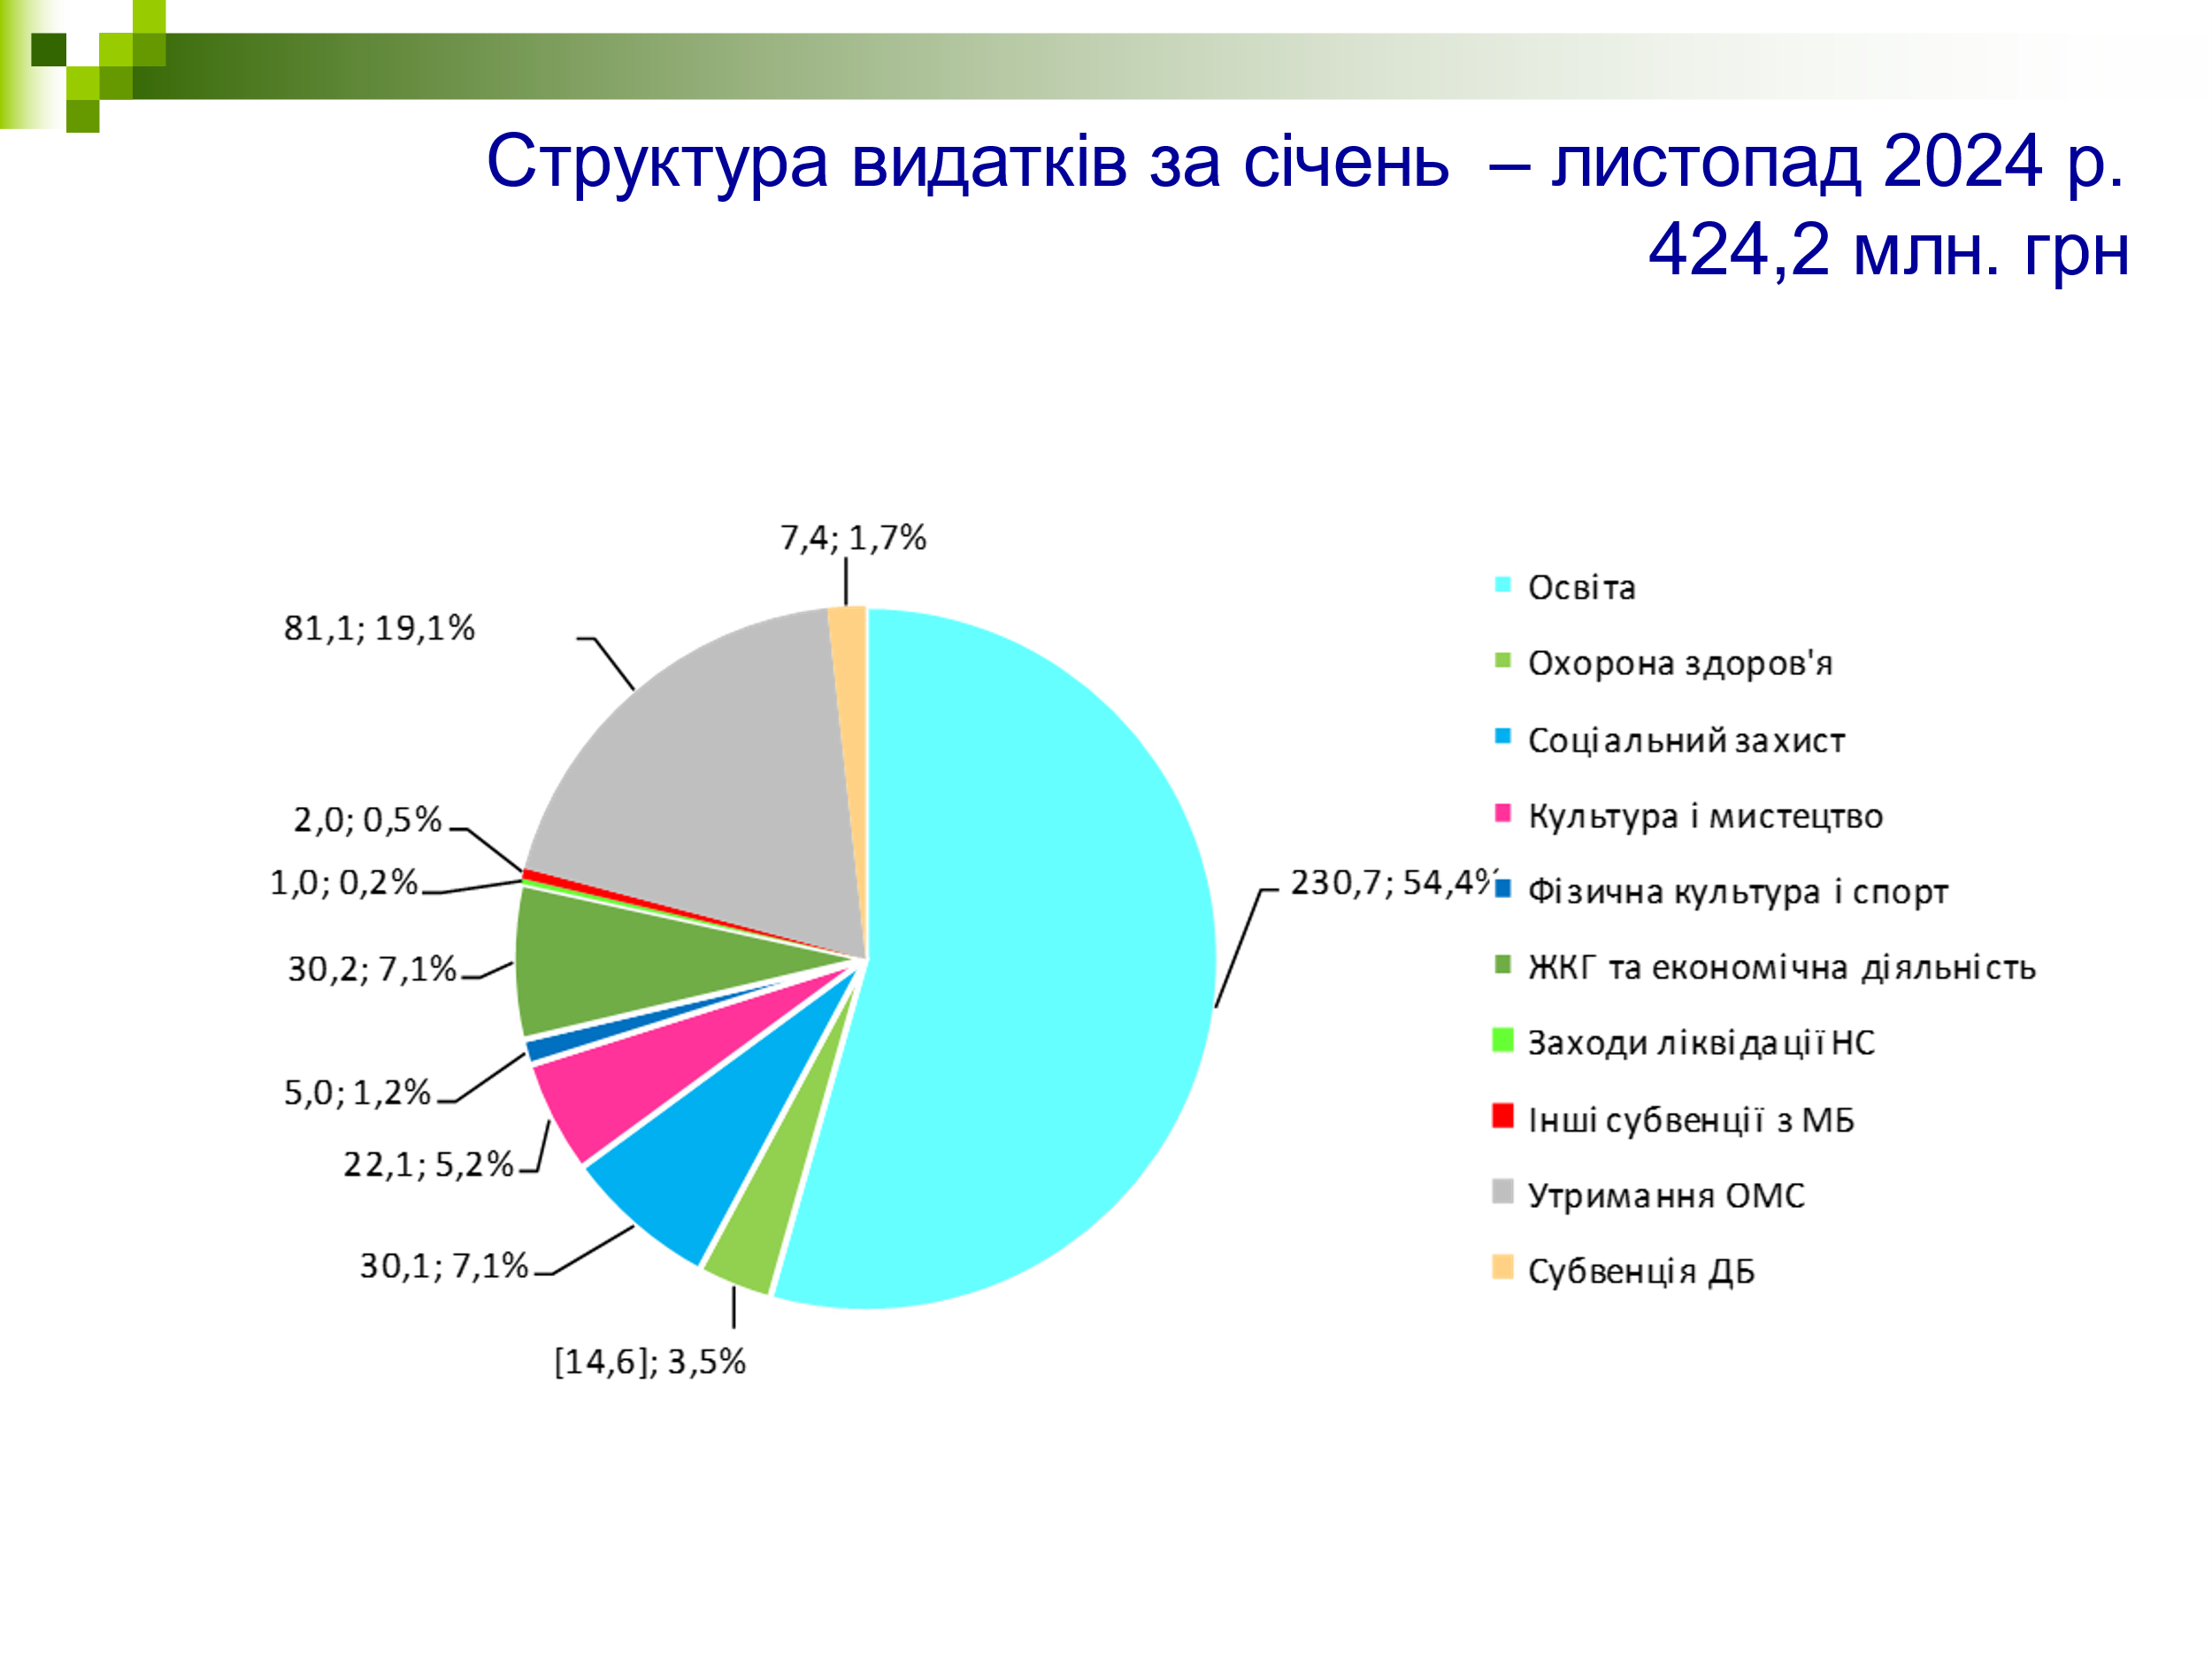 Структура видатків за січень – листопад 2024 р.
424,2 млн. грн
7,4; 1,7%
81,1; 19,1%
2,0; 0,5%
1,0; 0,2%
30,2; 7,1%
5,0; 1,2%
22,1; 5,2%
30,1; 7,1%
[14,6]; 3,5%
230,7; 54,4%
Освіта
Охорона здоров'я
Соціальний захист
Культура і мистецтво
Фізична культура і спорт
ЖКГ та економічна діяльність
Заходи ліквідації НС
Інші субвенції з МБ
Утримання ОМС
Субвенція ДБ